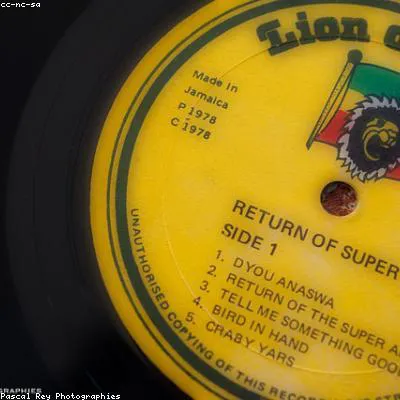 cc-nc-sa
Lion
Made In
Jamaica
P 1978
C 1978
RETURN OF SUPER
SIDE 1
1. DYOU ANASWA
2. RETURN OF THE SUPER
3. TELL ME SOMETHING GOO
4. BIRD IN HAND
5. CRABY YARS
UNAUTHORISED COPYING OF THIS
Pascal Rey Photographies